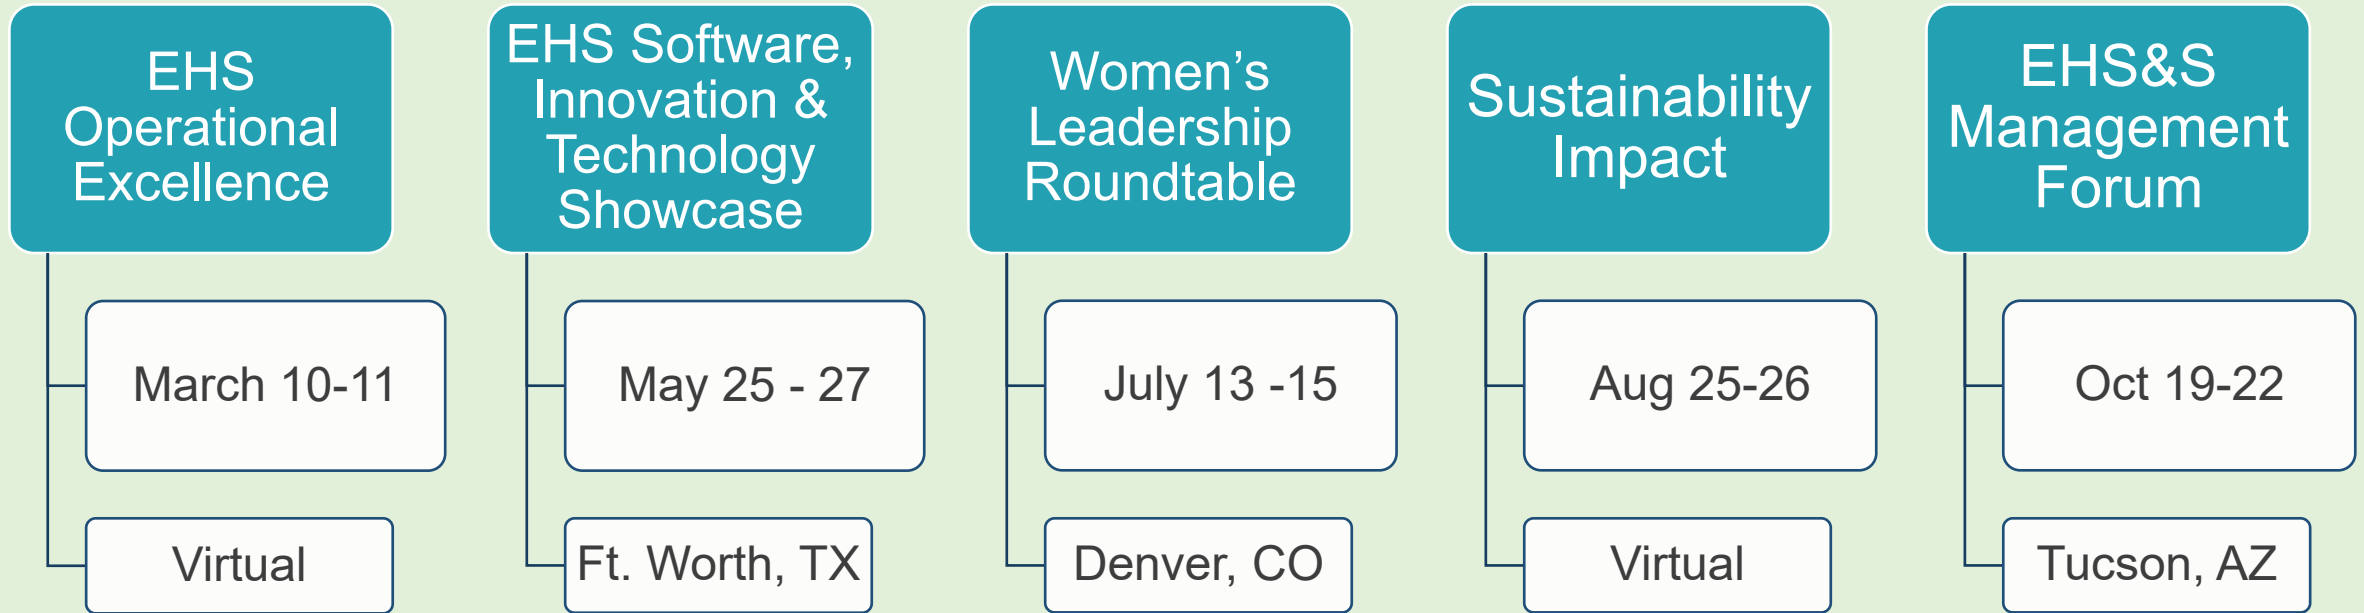 EHS
Operational
Excellence
March 10-11
Virtual
EHS Software,
Innovation &
Technology
Showcase
May 25 - 27
Ft. Worth, TX
Women’s
Leadership
Roundtable
July 13 -15
Denver, CO
Sustainability
Impact
Aug 25-26
Virtual
EHS&S
Management
Forum
Oct 19-22
Tucson, AZ